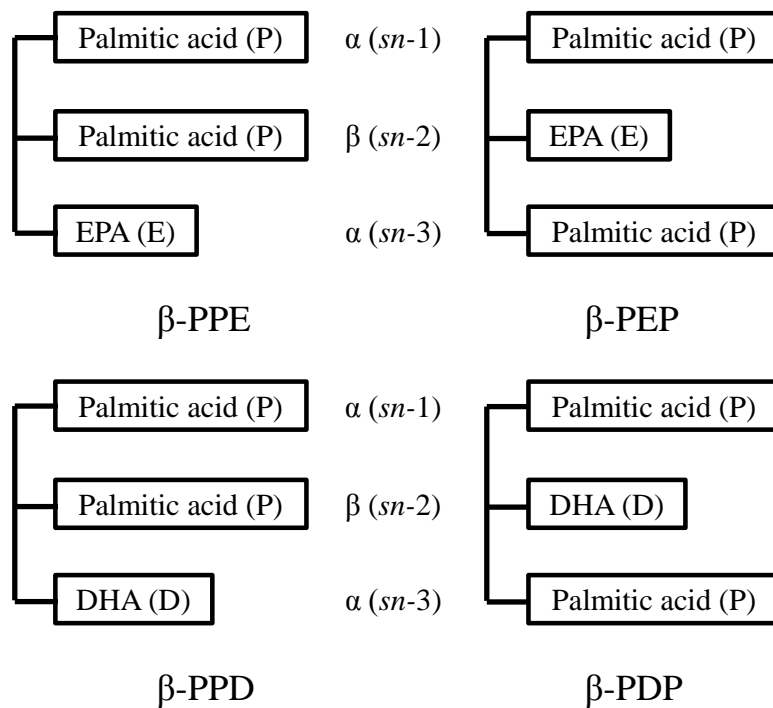 Palmitic acid (P) α (sn-1) Palmitic acid (P)
Palmitic acid (P) β (sn-2) EPA (E)
EPA (E) α (sn-3) Palmitic acid (P)
β-PPE β-PEP
Palmitic acid (P) α (sn-1) Palmitic acid (P)
Palmitic acid (P) β (sn-2) DHA (D)
DHA (D) α (sn-3) Palmitic acid (P)
β-PPD β-PDP